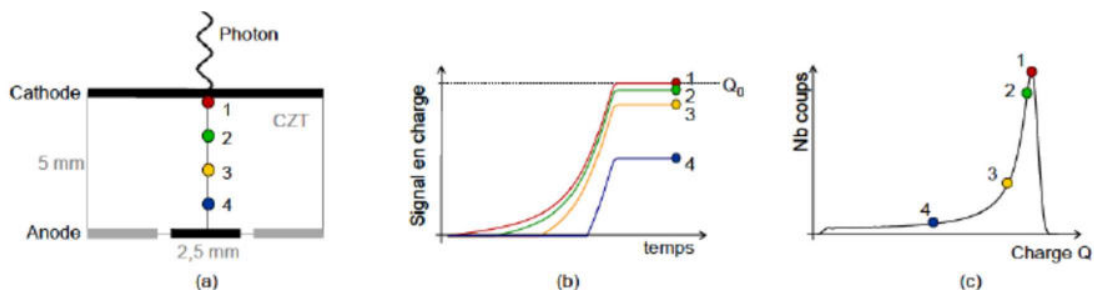 Photon
Cathode
1
CZT
2
5 mm
3
4
Anode
2,5 mm
(a)
Signal en charge
1
Q0
2
3
4
temps
(b)
Nb coups
1
2
3
4
Charge Q
(c)